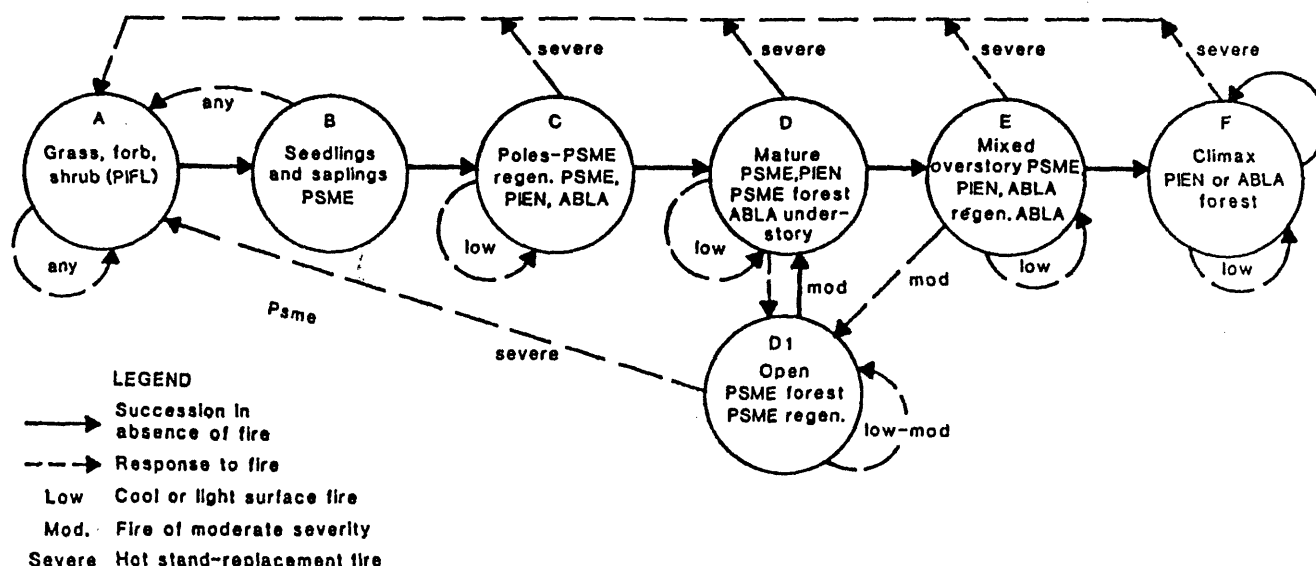 severe
severe
severe
severe
any
A
Grass, forb,
shrub (PIFL)
any
B
Seedlings
and saplings
PSME
C
Poles-PSME
regen. PSME,
PIEN, ABLA
low
D
Mature
PSME,PIEN
PSME forest
ABLA under-
story
low
E
Mixed
overstory PSME
PIEN, ABLA
regen. ABLA
low
F
Climax
PIEN or ABLA
forest
low
mod
mod
Psme
severe
D1
Open
PSME forest
PSME regen.
low-mod
LEGEND
Succession in
absence of fire
Response to fire
Low Cool or light surface fire
Mod. Fire of moderate severity
Severe Hot stand-replacement fire